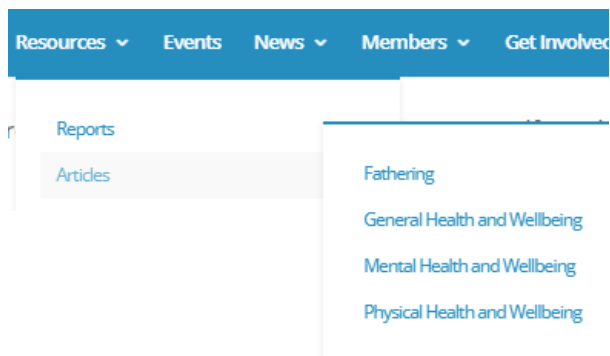 Resources Events News Members Get Involved
Reports
Articles
Fathering
General Health and Wellbeing
Mental Health and Wellbeing
Physical Health and Wellbeing